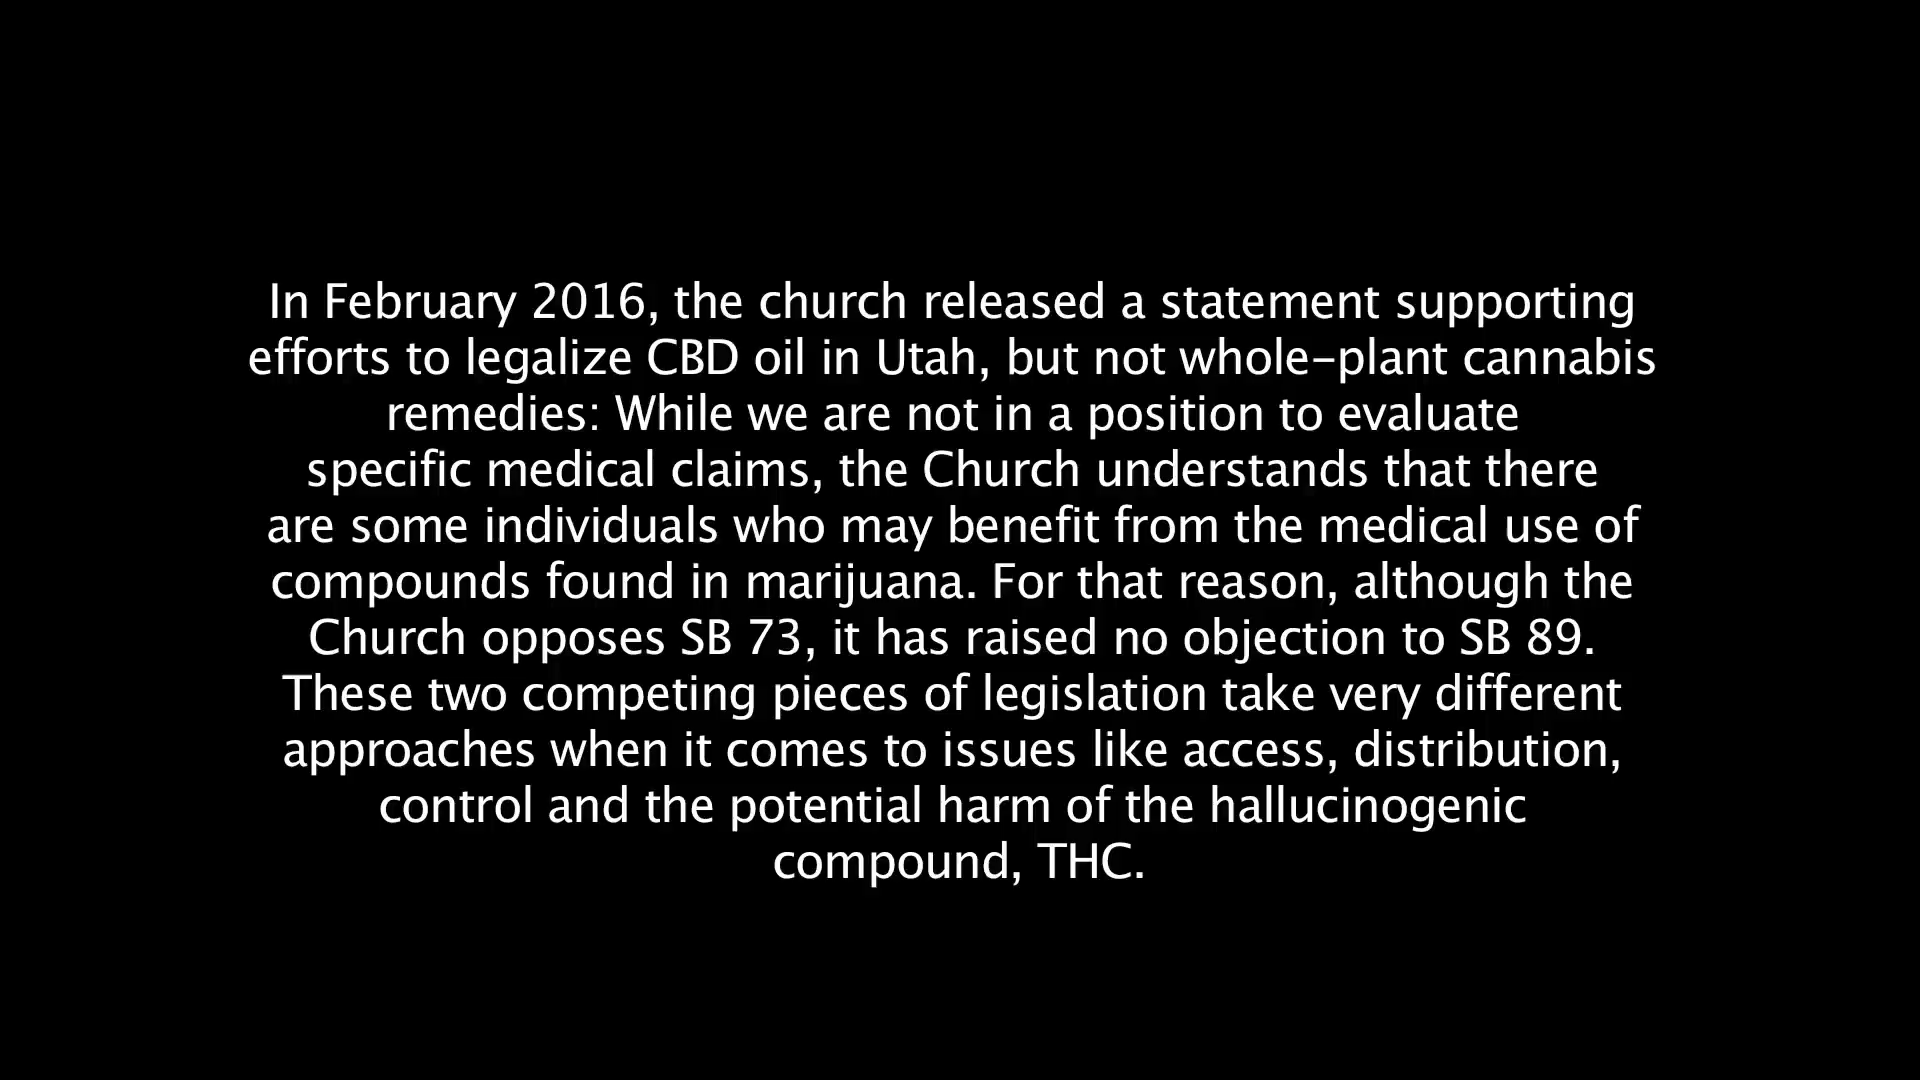 In February 2016, the church released a statement supporting
efforts to legalize CBD oil in Utah, but not whole-plant cannabis
remedies: While we are not in a position to evaluate
specific medical claims, the Church understands that there
are some individuals who may benefit from the medical use of
compounds found in marijuana. For that reason, although the
Church opposes SB 73, it has raised no objection to SB 89.
These two competing pieces of legislation take very different
approaches when it comes to issues like access, distribution,
control and the potential harm of the hallucinogenic
compound, THC.